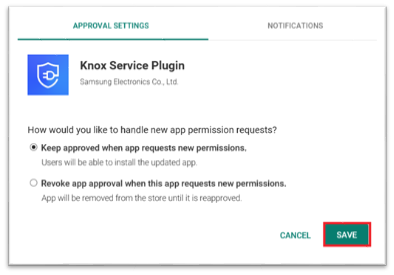 APPROVAL SETTINGS
NOTIFICATIONS
Knox Service Plugin
Samsung Electronics Co., Ltd.
How would you like to handle new app permission requests?
Keep approved when app requests new permissions.
Users will be able to install the updated app.
Revoke app approval when this app requests new permissions.
App will be removed from the store until it is reapproved.
CANCEL
SAVE